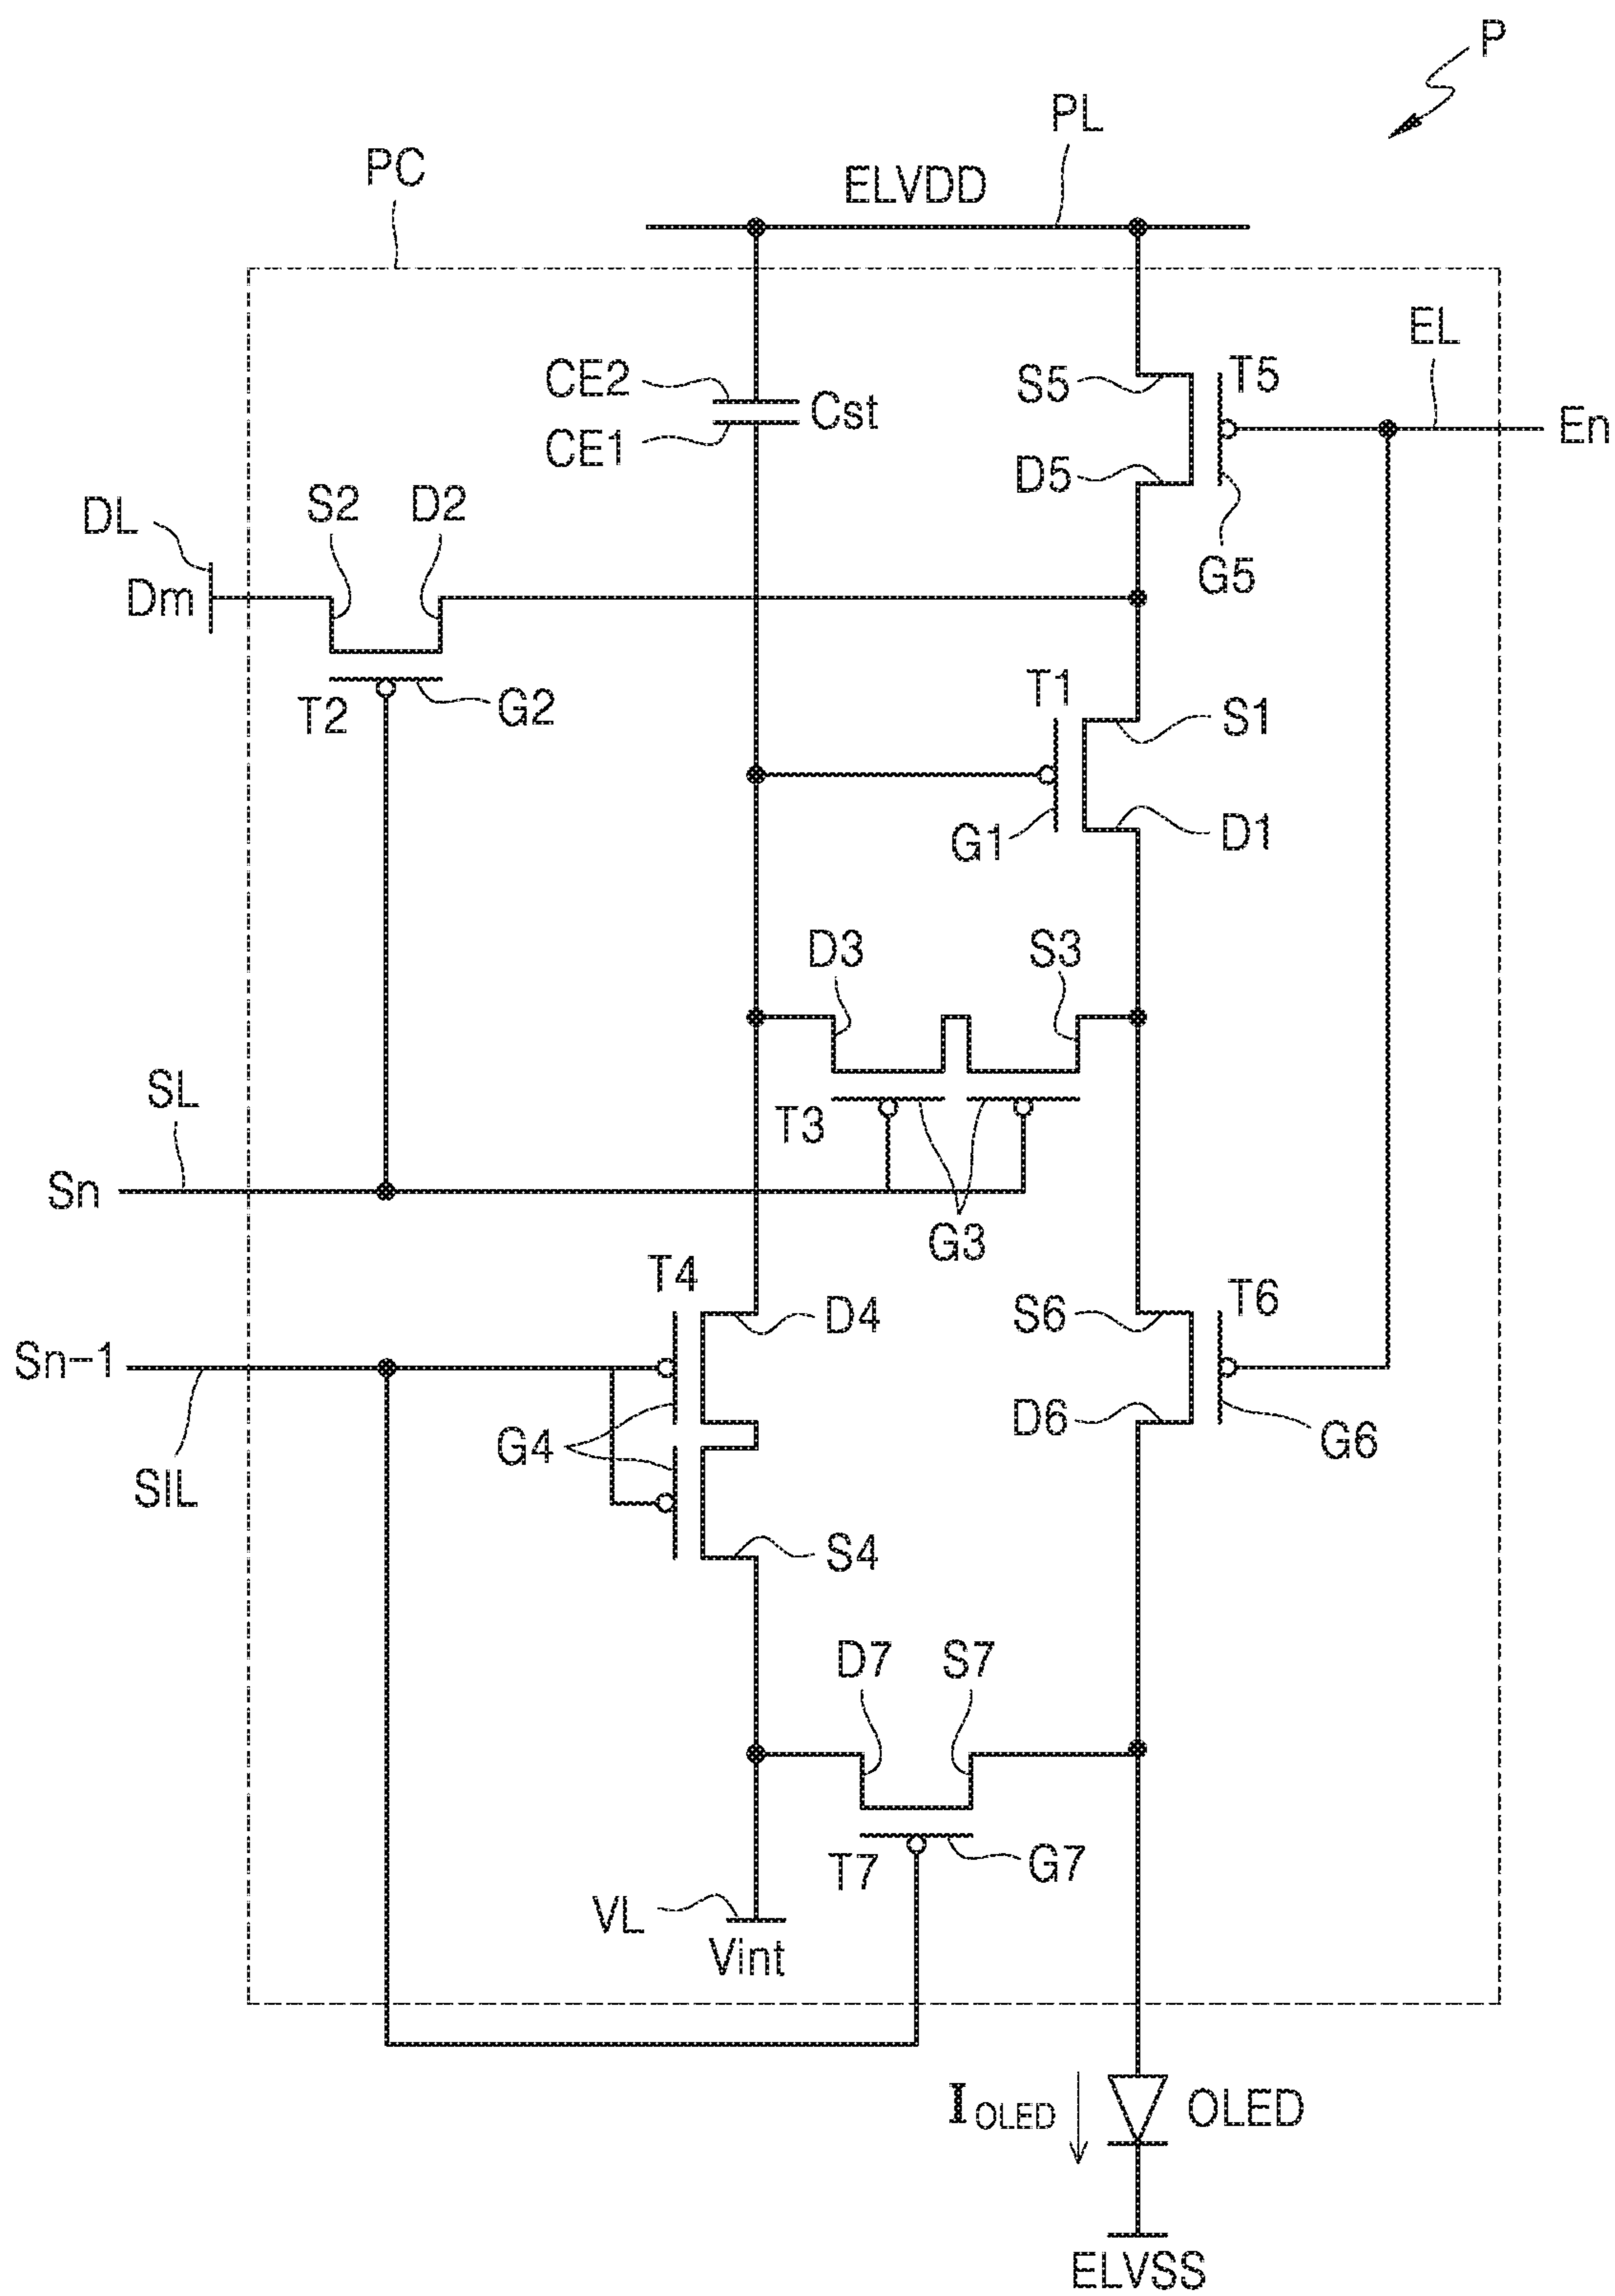 P
PL
PC
ELVDD
EL
CE2
S5
T5
Cst
En
CE1
D5
DL
S2
D2
G5
Dm
T1
T2
G2
S1
G1
D1
D3
S3
SL
T3
Sn
G3
T4
D4
S6
T6
Sn-1
D6
G4
G6
SIL
S4
D7
S7
T7
G7
VL
Vint
IOLED
OLED
ELVSS